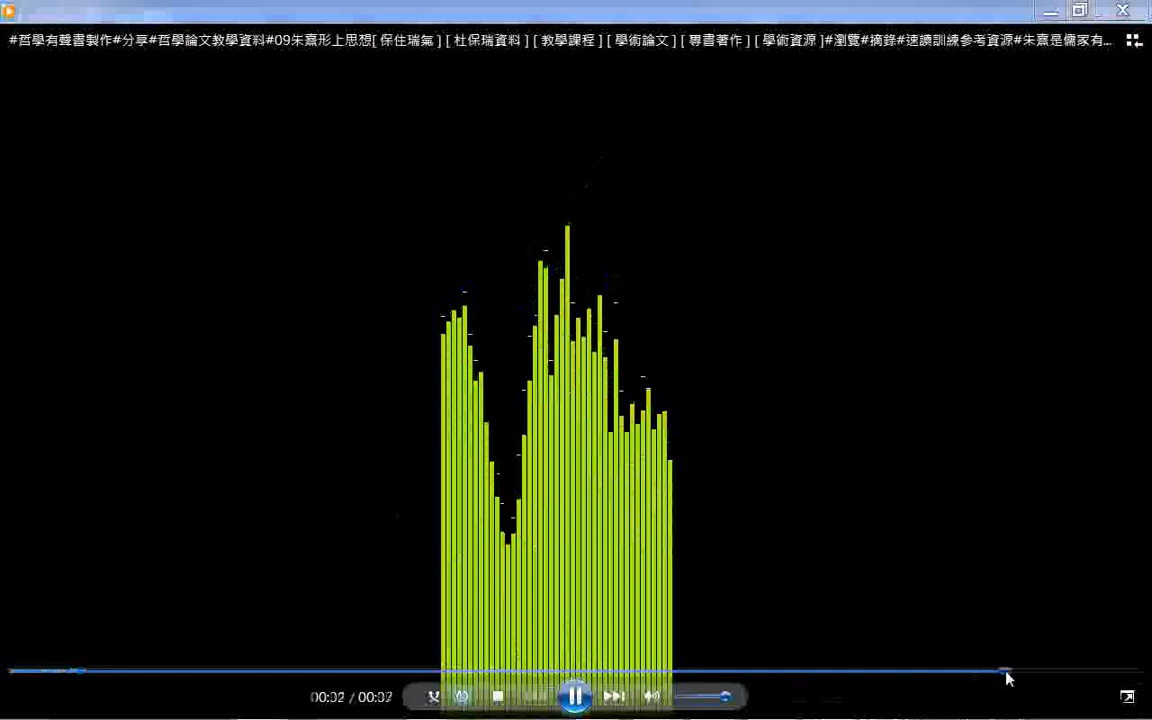 #哲學有聲書製作#分享#哲學論文教學資料#09朱熹形上思想[ 保住瑞氣 ] [ 杜保瑞資料 ] [ 教學課程 ] [ 學術論文 ] [ 專書著作 ] [ 學術資源 ]#瀏覽#摘錄#速讀訓練參考資源#朱熹是儒家有...
00:02 / 00:02